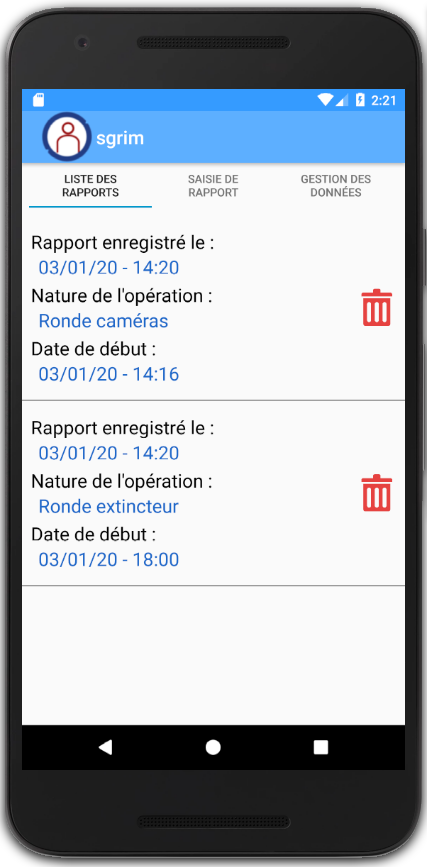 2:21
sgrim
LISTE DES
RAPPORTS
SAISIE DE
RAPPORT
GESTION DES
DONNÉES
Rapport enregistré le :
03/01/20 - 14:20
Nature de l'opération :
Ronde caméras
Date de début :
03/01/20 - 14:16
Rapport enregistré le :
03/01/20 - 14:20
Nature de l'opération :
Ronde extincteur
Date de début :
03/01/20 - 18:00